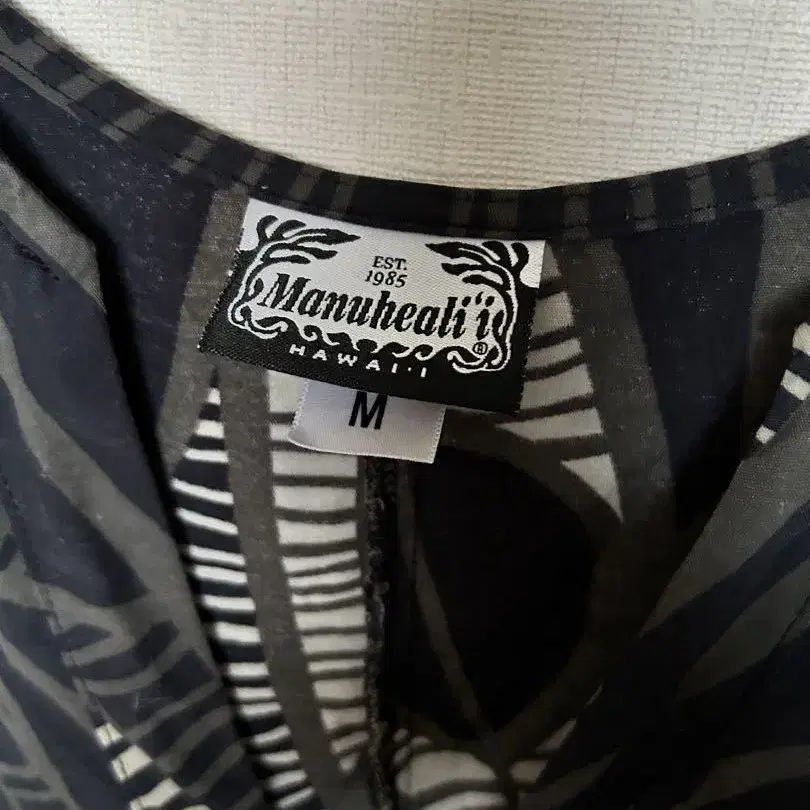 EST.
1985
Manuheali'i
®
HAWAI·I
M